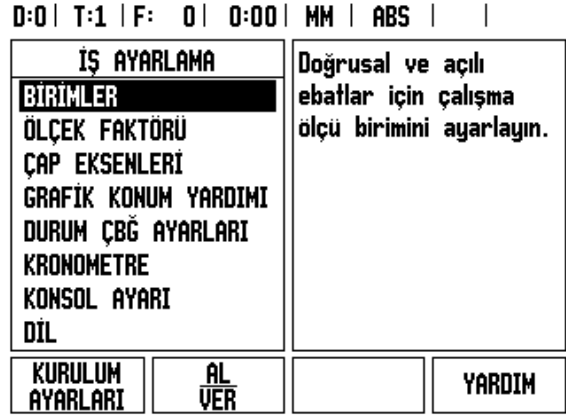 D:0 | T:1 | F: 0 | 0:00 | MM | ABS | |
İŞ AYARLAMA
BİRİMLER
ÖLÇEK FAKTÖRÜ
ÇAP EKSENLERİ
GRAFİK KONUM YARDIMI
DURUM ÇBĞ AYARLARI
KRONOMETRE
KONSOL AYARI
DİL
Doğrusal ve açılı
ebatlar için çalışma
ölçü birimini ayarlayın.
KURULUM
AYARLARI
AL
VER
YARDIM